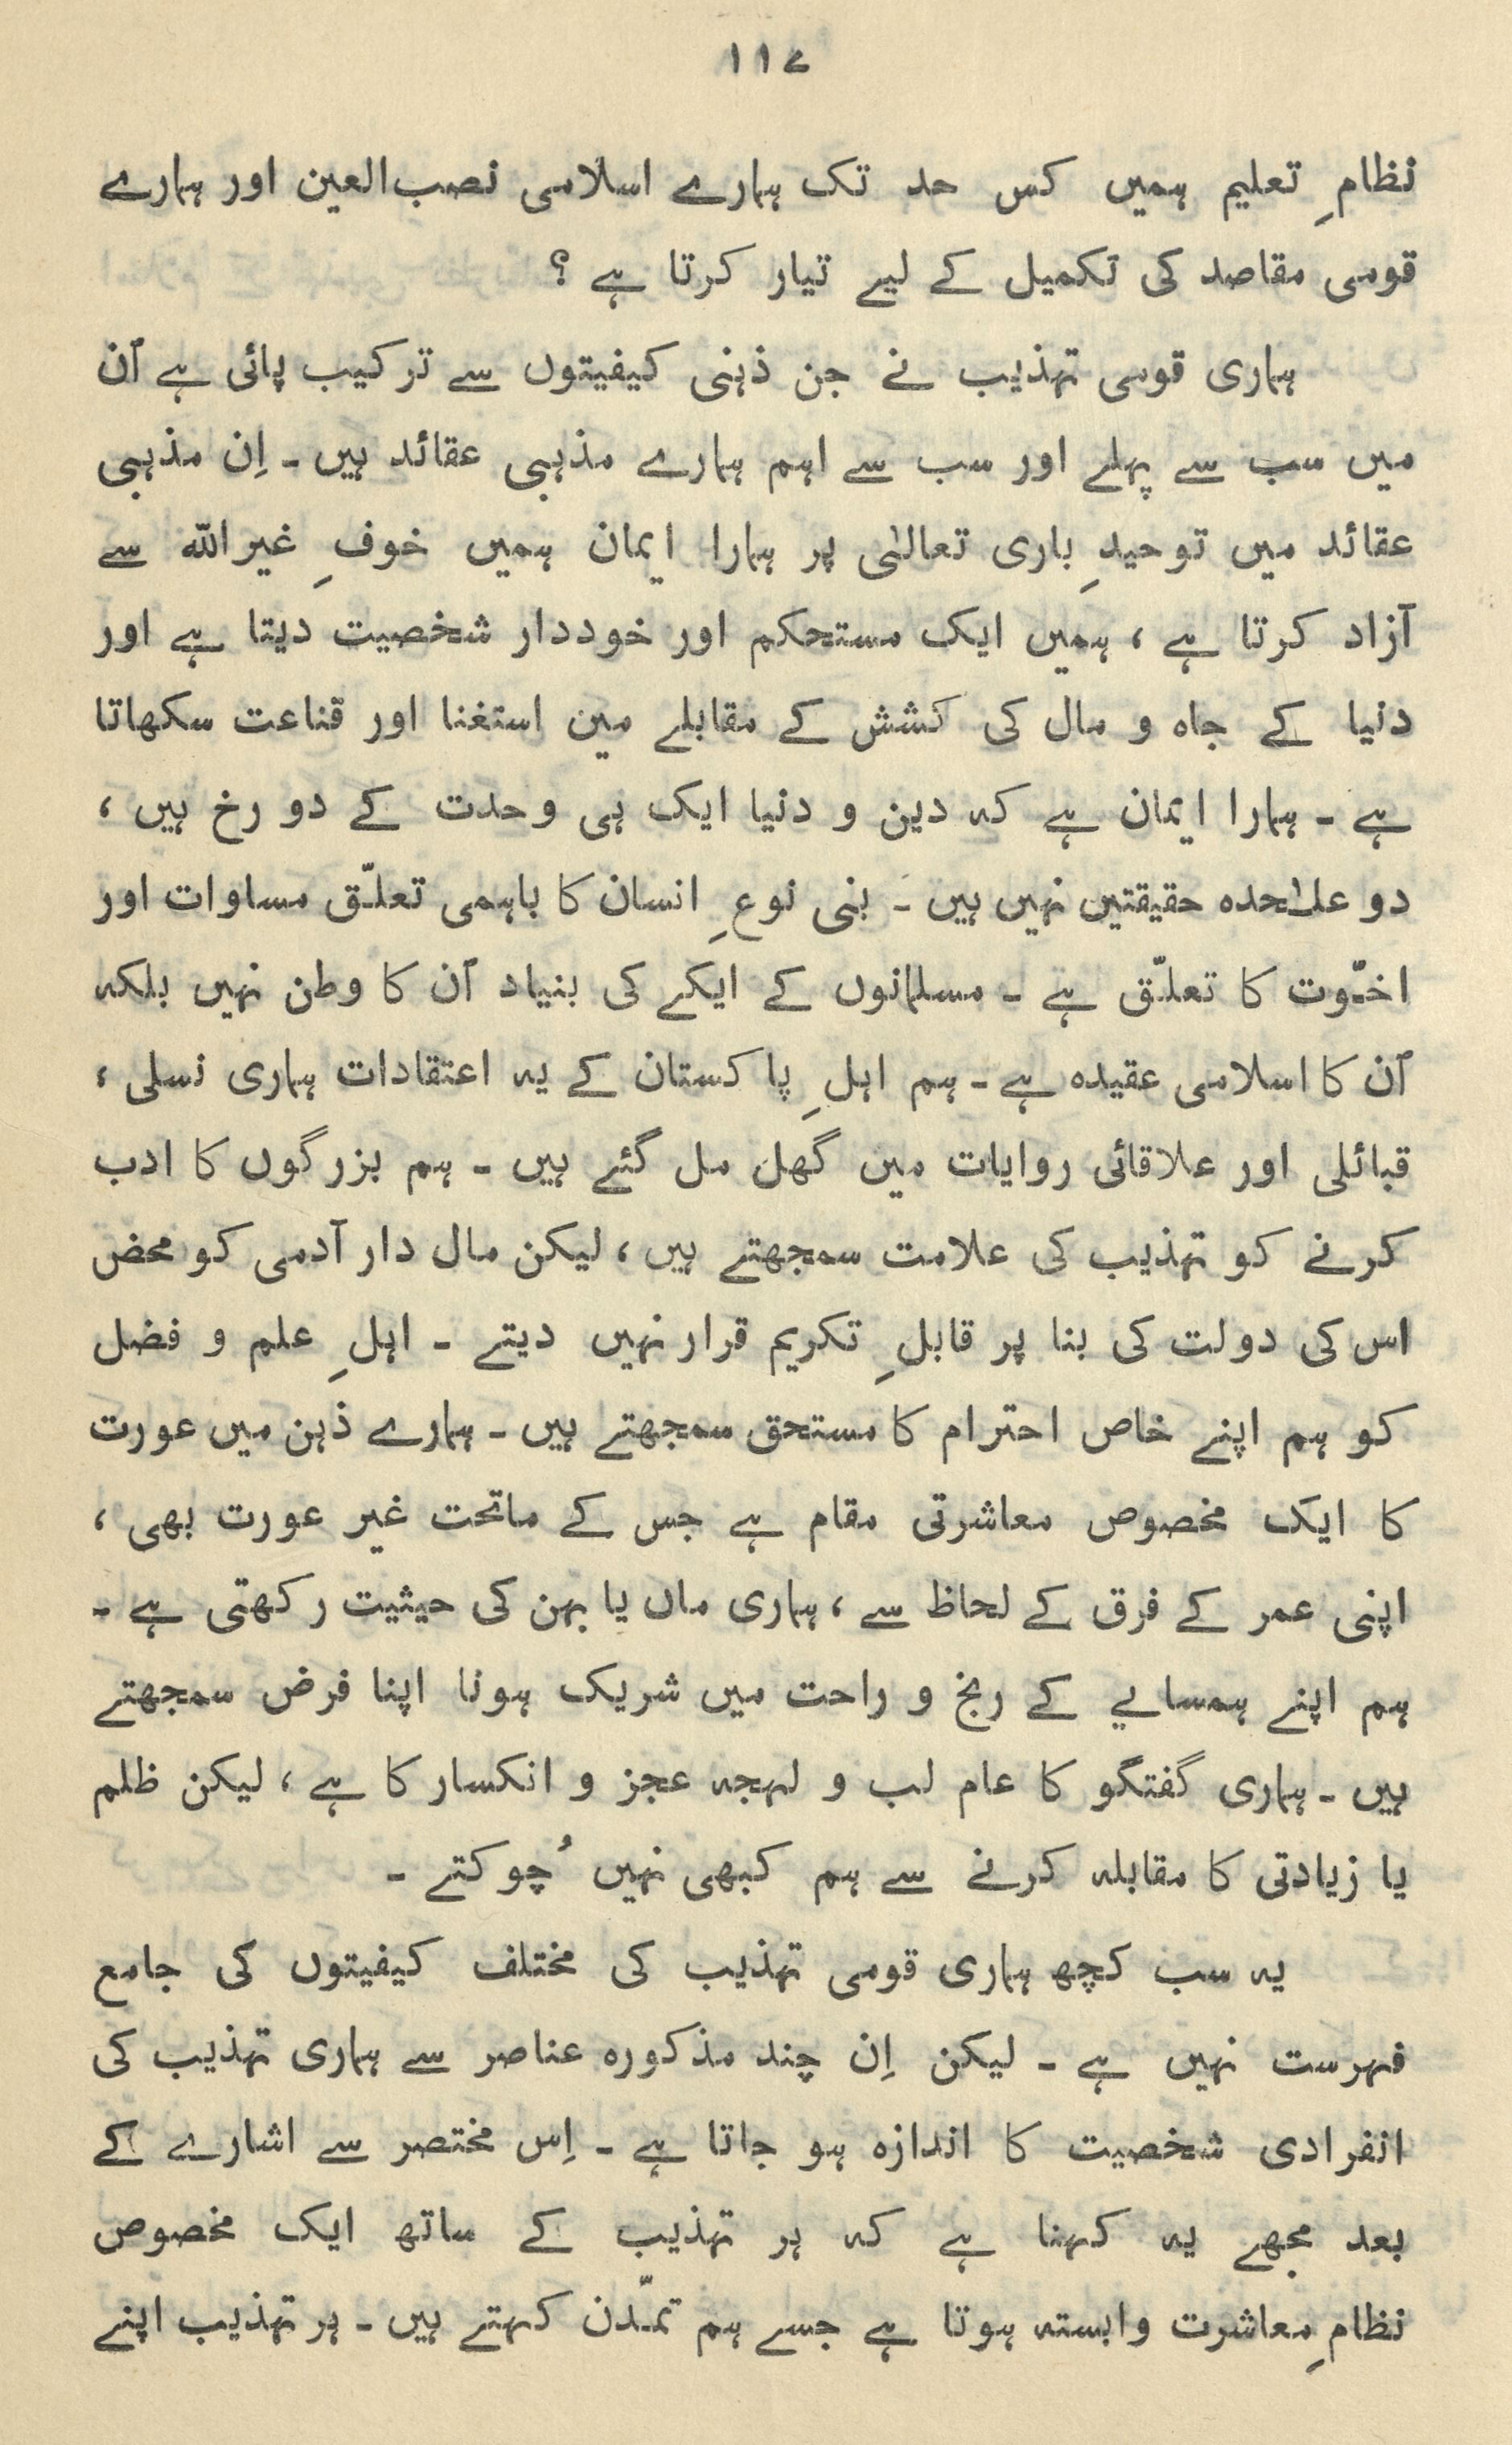 ۱۱۷
نظامِ تعلیم ہمیں کس حد تک ہمارے اسلامی نصب العین اور ہمارے
قومی مقاصد کی تکمیل کے لیے تیار کرتا ہے ؟
ہماری قومی تہذیب نے جن ذہنی کیفیتوں سے ترکیب پائی ہے اُن
میں سب سے پہلے اور سب سے اہم ہمارے مذہبی عقائد ہیں ۔ اِن مذہبی
عقائد میں توحیدِ باری تعالیٰ پر ہمارا ایمان ہمیں خوفِ غیراللّٰہ سے
آزاد کرتا ہے ، ہمیں ایک مستحکم اور خوددار شخصیت دیتا ہے اور
دنیا کے جاہ و مال کی کشش کے مقابلے مین استغنا اور قناعت سکھاتا
ہے ۔ ہمارا ایمان ہے کہ دین و دنیا ایک ہی وحدت کے دو رخ ہیں ،
دو علٰحدہ حقیقتیں نہیں ہیں ۔ بنی نوعِ انسان کا باہمی تعلّق مساوات اور
اخّوت کا تعلّق ہے ۔ مسلمانوں کے ایکے کی بنیاد اُن کا وطن نہیں بلکہ
اُن کا اسلامی عقیدہ ہے ۔ ہم اہلِ پاکستان کے یہ اعتقادات ہماری نسلی ،
قبائلی اور علاقائی روایات میں گھل مل گئے ہیں ۔ ہم بزرگوں کا ادب
کرنے کو تہذیب کی علامت سمجھتے ہیں ، لیکن مال دار آدمی کو محض
اس کی دولت کی بنا پر قابلِ تکریم قرار نہیں دیتے ۔ اہلِ علم و فضل
کو ہم اپنے خاص احترام کا مستحق سمجھتے ہیں ۔ ہمارے ذہن میں عورت
کا ایک مخصوص معاشرتی مقام ہے جس کے ماتحت غیر عورت بھی ،
اپنی عمر کے فرق کے لحاظ سے ، ہماری ماں یا بہن کی حیثیت رکھتی ہے ۔
ہم اپنے ہمسایے کے رنج و راحت میں شریک ہونا اپنا فرض سمجھتے
ہیں ۔ ہماری گفتگو کا عام لب و لہجہ عجز و انکسار کا ہے ، لیکن ظلم
یا زیادتی کا مقابلہ کرنے سے ہم کبھی نہیں چُوکتے ۔
یہ سب کچھ ہماری قومی تہذیب کی مختلف کیفیتوں کی جامع
فہرست نہیں ہے ۔ لیکن اِن چند مذکورہ عناصر سے ہماری تہذیب کی
انفرادی شخصیت کا اندازہ ہو جاتا ہے ۔ اِس مختصر سے اشارے کے
بعد مجھے یہ کہنا ہے کہ ہر تہذیب کے ساتھ ایک مخصوص
نظامِ معاشرت وابستہ ہوتا ہے جسے ہم تمّدن کہتے ہیں ۔ ہر تہذیب اپنے